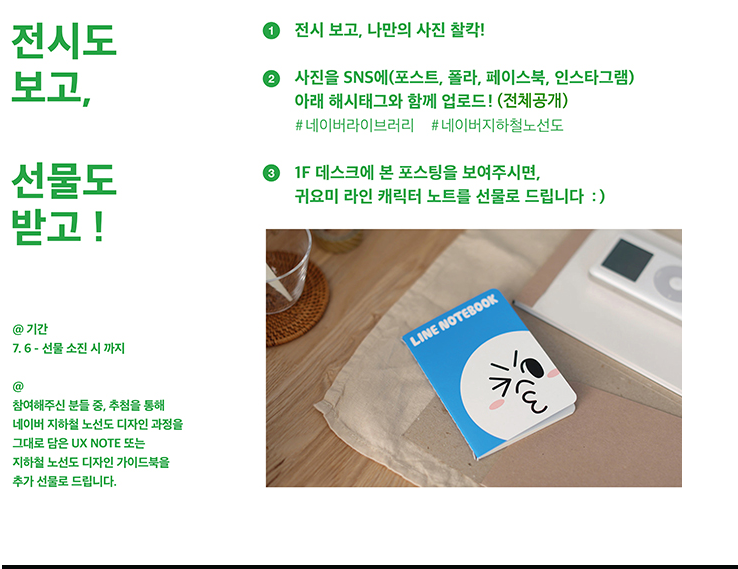 전시도
보고,
선물도
받고 !
@ 기간
7. 6 - 선물 소진 시 까지
@
참여해주신 분들 중, 추첨을 통해
네이버 지하철 노선도 디자인 과정을
그대로 담은 UX NOTE 또는
지하철 노선도 디자인 가이드북을
추가 선물로 드립니다.
1 전시 보고, 나만의 사진 찰칵!
2 사진을 SNS에(포스트, 폴라, 페이스북, 인스타그램)
아래 해시태그와 함께 업로드! (전체공개)
#네이버라이브러리 #네이버지하철노선도
3 1F 데스크에 본 포스팅을 보여주시면,
귀요미 라인 캐릭터 노트를 선물로 드립니다 :)
LINE NOTEBOOK